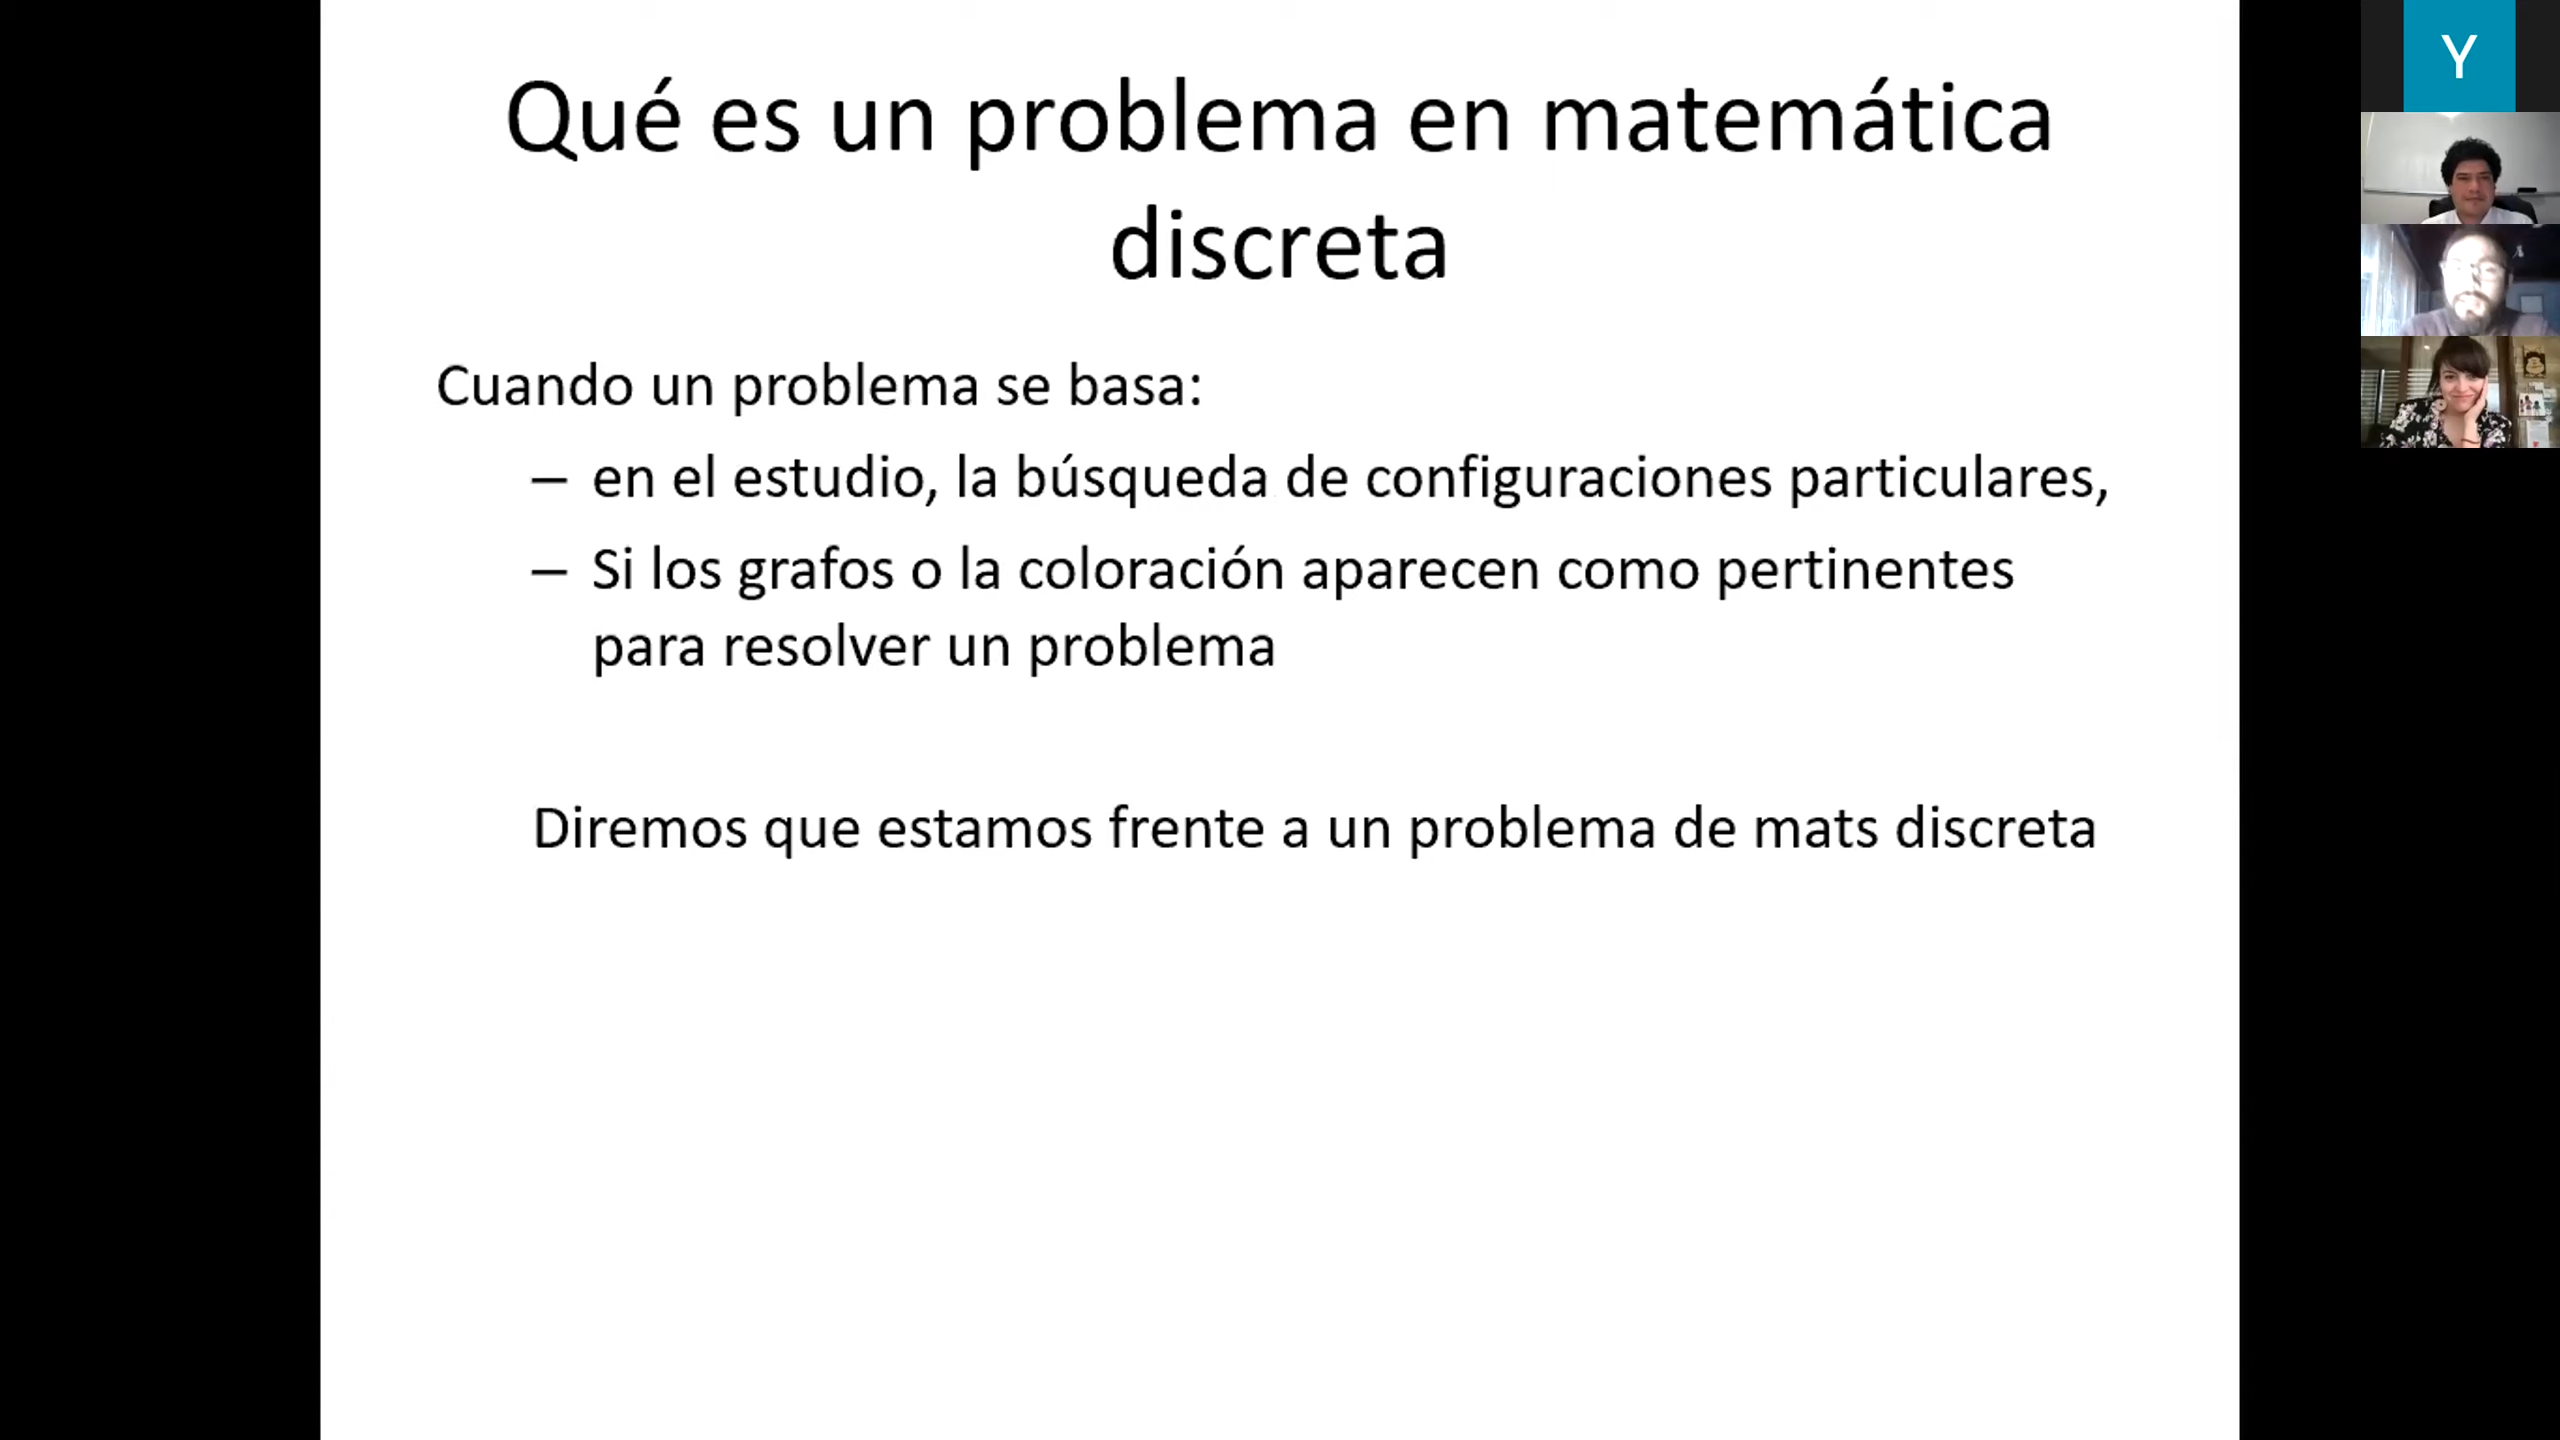 Qué es un problema en matemática
discreta
Cuando un problema se basa:
– en el estudio, la búsqueda de configuraciones particulares,
– Si los grafos o la coloración aparecen como pertinentes
para resolver un problema
Diremos que estamos frente a un problema de mats discreta
Y